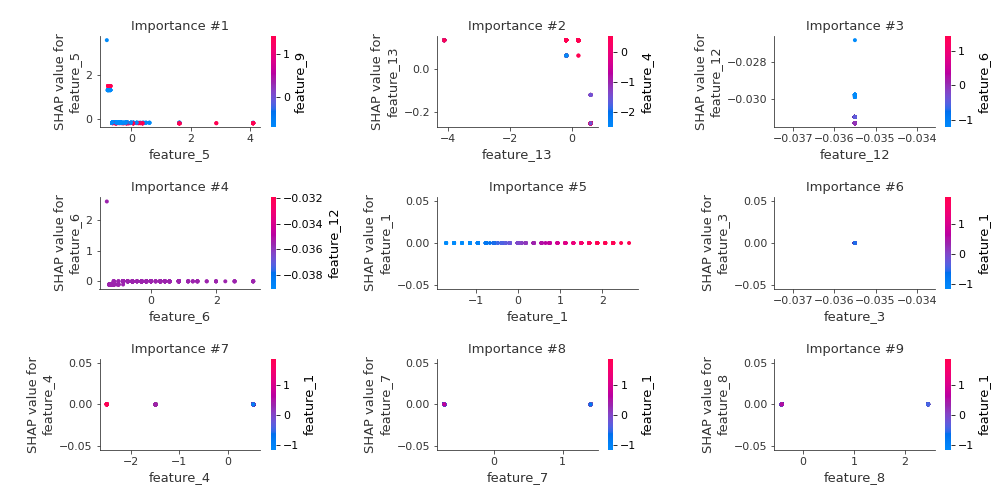 Importance #1
SHAP value for
feature_5
2
0
0
2
4
feature_5
1
0
feature_9
Importance #2
SHAP value for
feature_13
0.0
−0.2
−4
−2
0
feature_13
0
−1
−2
feature_4
Importance #3
SHAP value for
feature_12
−0.028
−0.030
−0.037
−0.036
−0.035
−0.034
feature_12
1
0
−1
feature_6
Importance #4
SHAP value for
feature_6
2
1
0
0
2
feature_6
−0.032
−0.034
−0.036
−0.038
feature_12
Importance #5
SHAP value for
feature_1
0.05
0.00
−0.05
−1
0
1
2
feature_1
Importance #6
SHAP value for
feature_3
0.05
0.00
−0.05
−0.037
−0.036
−0.035
−0.034
feature_3
1
0
−1
feature_1
Importance #7
SHAP value for
feature_4
0.05
0.00
−0.05
−2
−1
0
feature_4
1
0
−1
feature_1
Importance #8
SHAP value for
feature_7
0.05
0.00
−0.05
0
1
feature_7
1
0
−1
feature_1
Importance #9
SHAP value for
feature_8
0.05
0.00
−0.05
0
1
2
feature_8
1
0
−1
feature_1